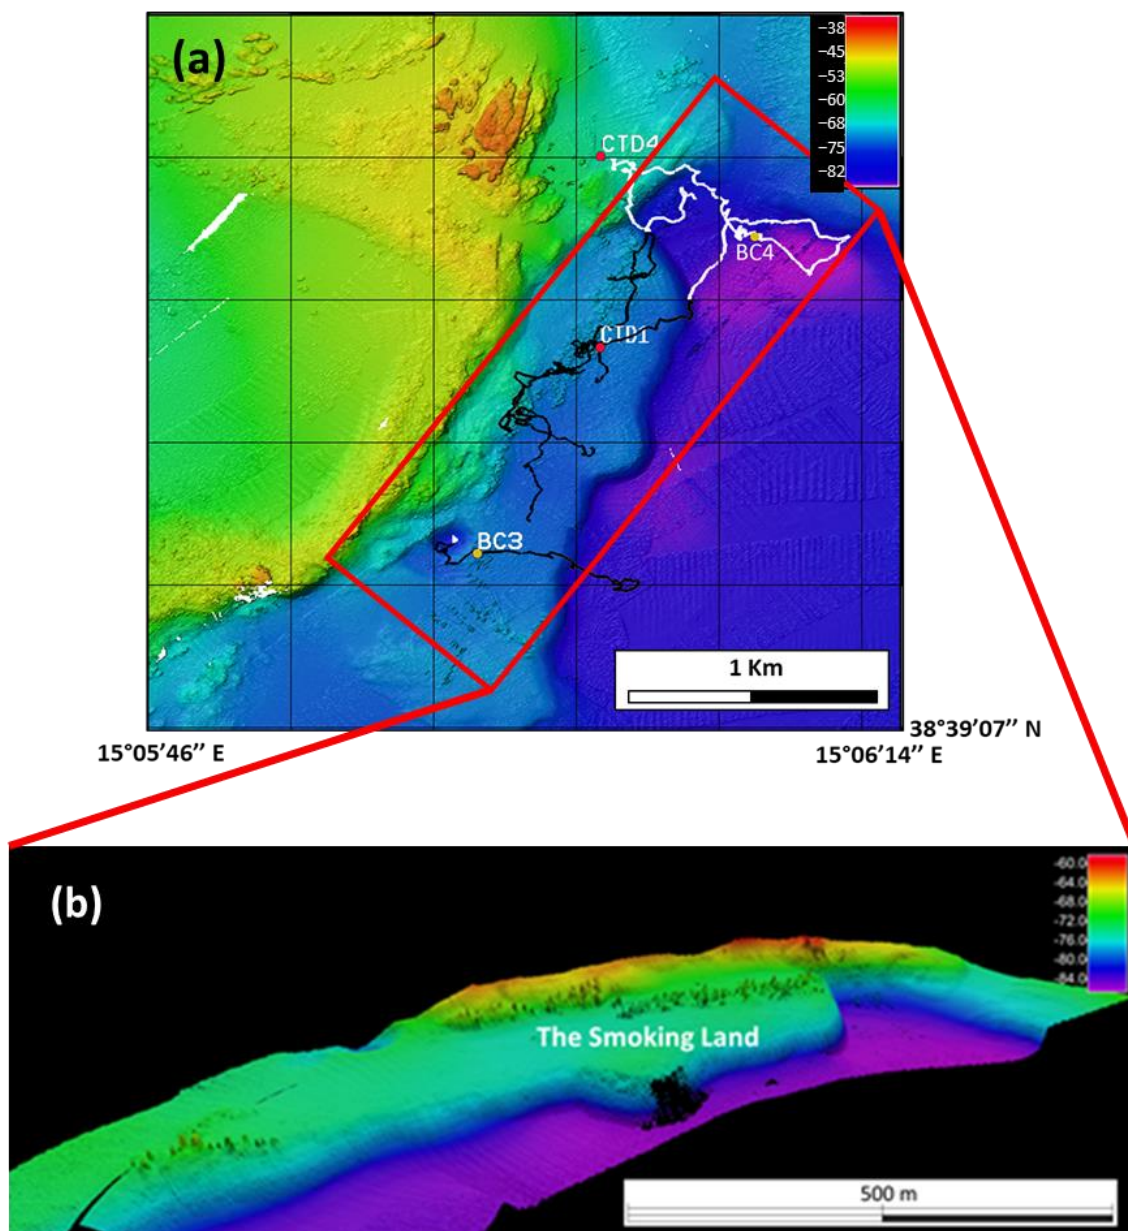 (a)
−38
−45
−53
−60
−68
−75
−82
CTD4
BC4
CTD1
BC3
1 Km
38°39′07″ N
15°05′46″ E
15°06′14″ E
(b)
-60.0
-64.0
-68.0
-72.0
-76.0
-80.0
-84.0
The Smoking Land
500 m